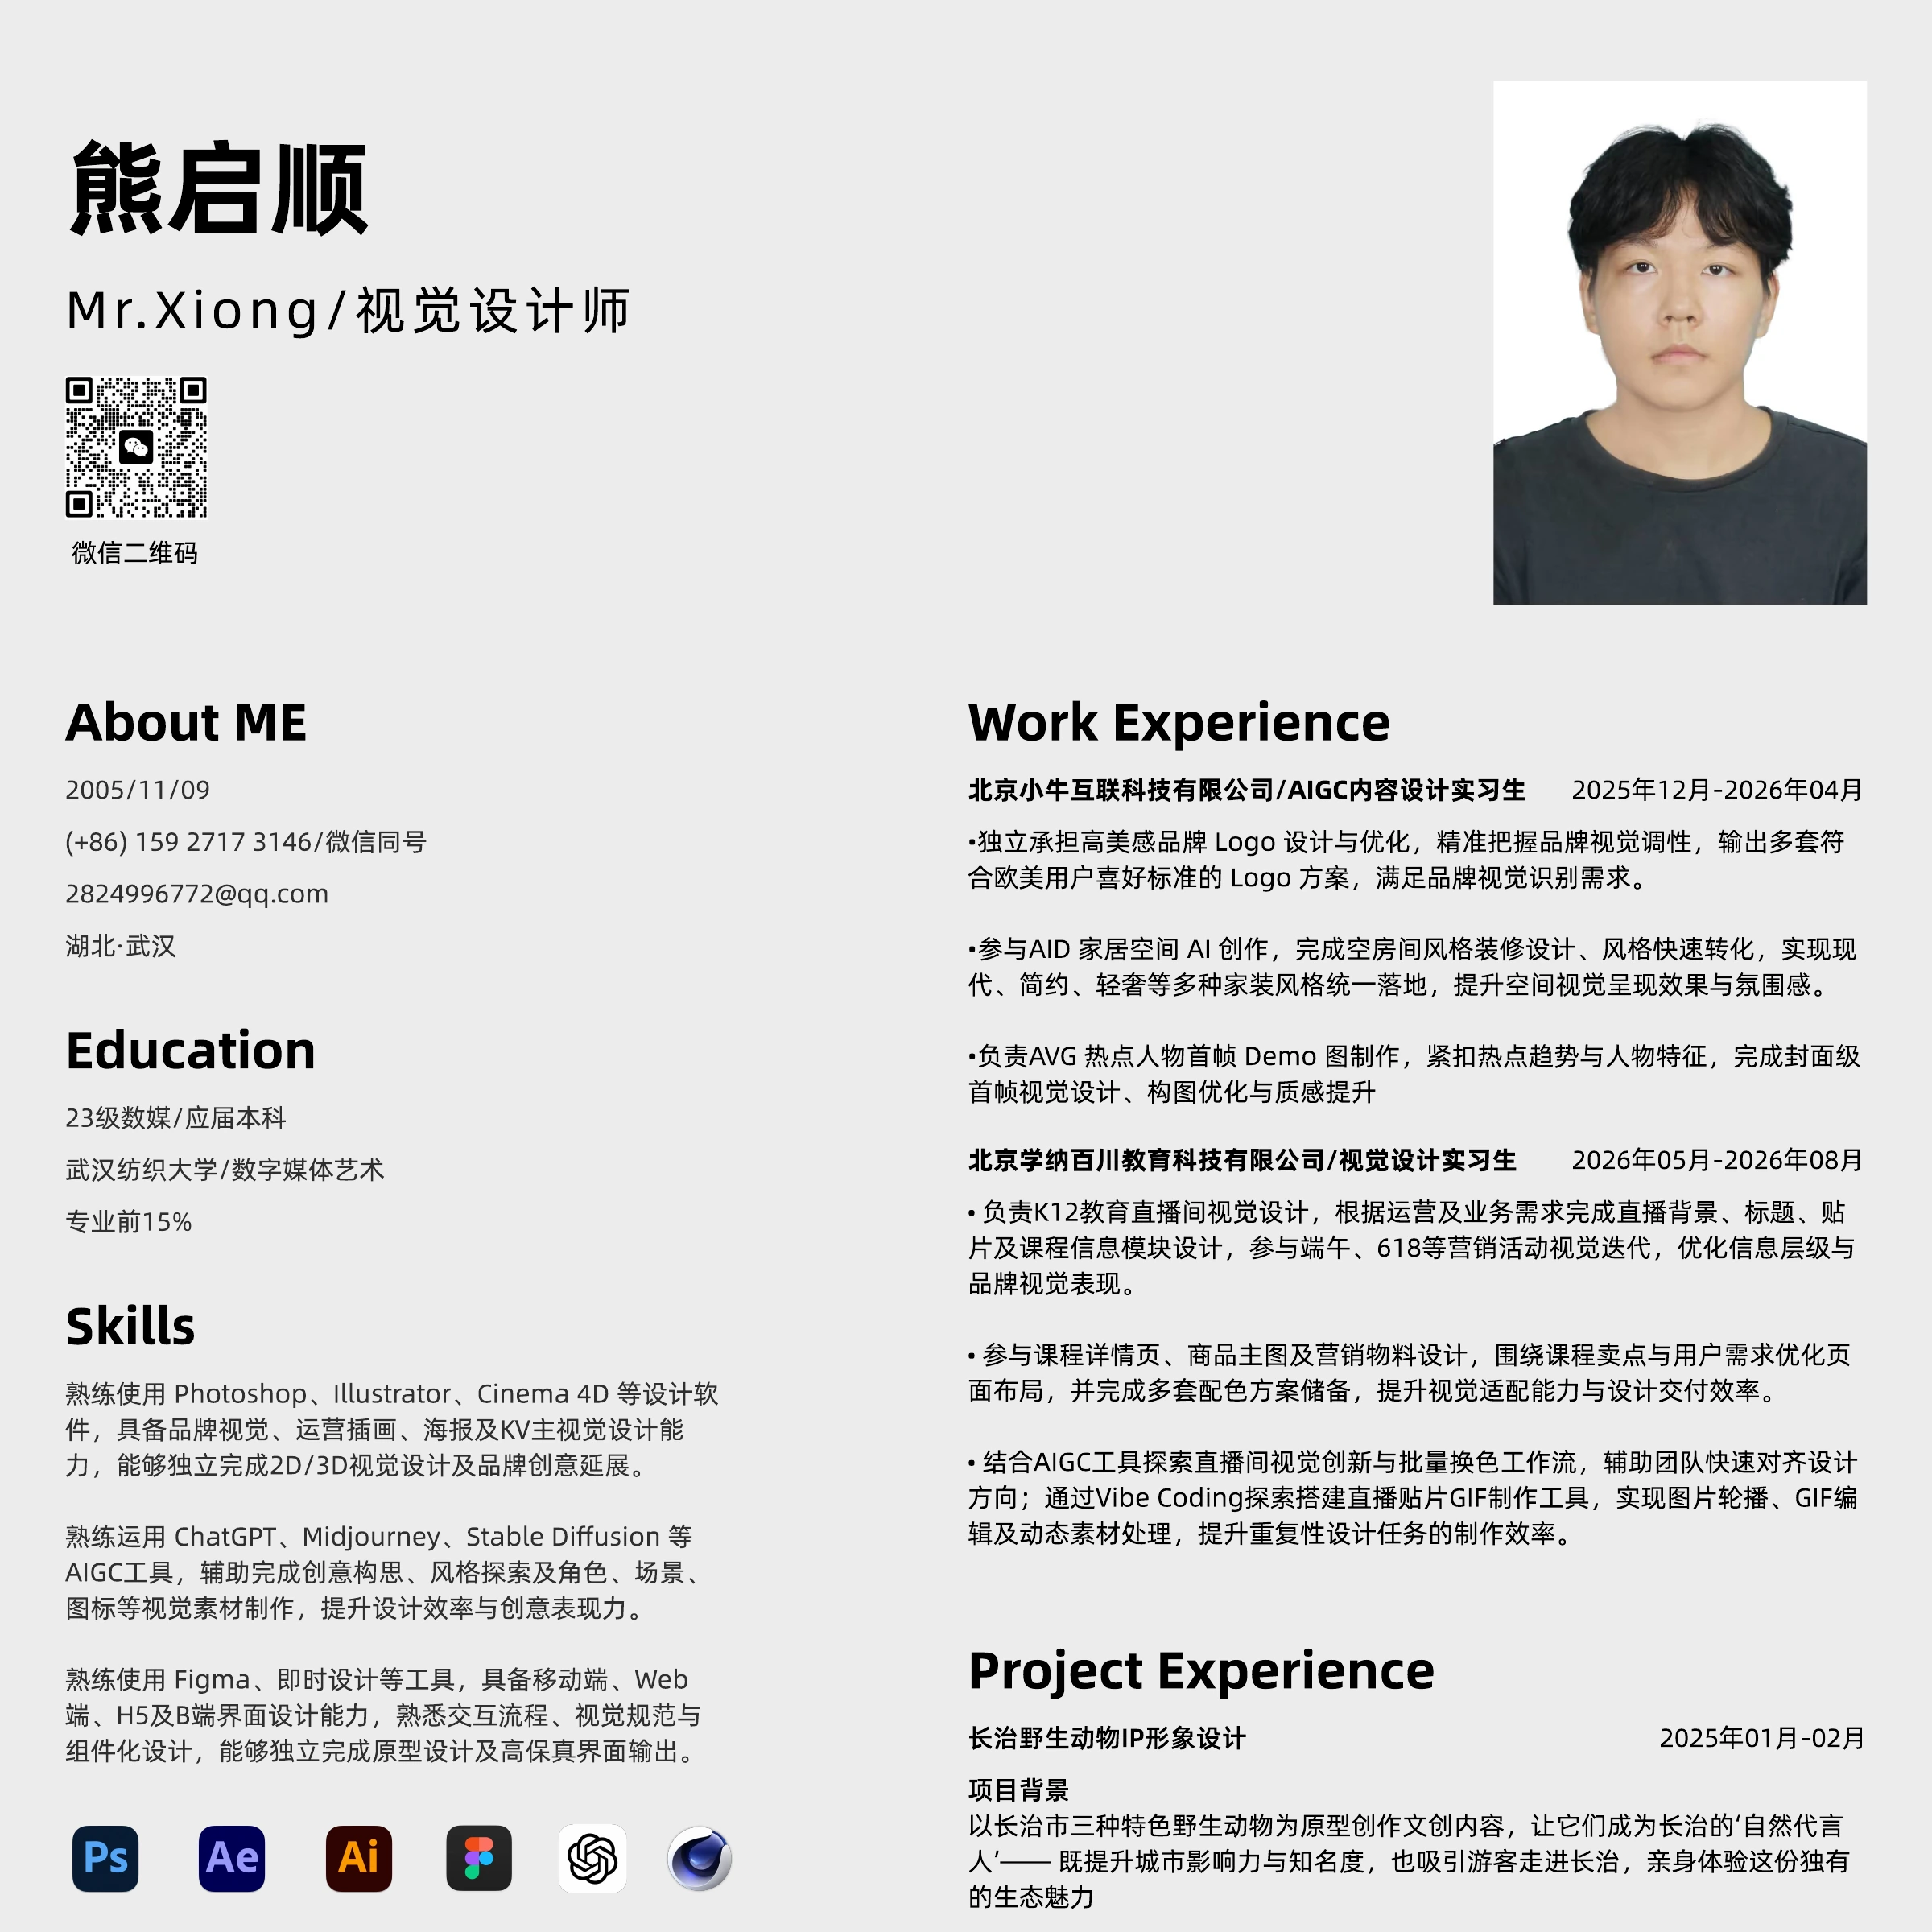 熊启顺
Mr.Xiong/视觉设计师
微信二维码
About ME
2005/11/09
(+86) 159 2717 3146/微信同号
2824996772@qq.com
湖北·武汉
Education
23级数媒/应届本科
武汉纺织大学/数字媒体艺术
专业前15%
Skills
熟练使用 Photoshop、Illustrator、Cinema 4D 等设计软
件，具备品牌视觉、运营插画、海报及KV主视觉设计能
力，能够独立完成2D/3D视觉设计及品牌创意延展。
熟练运用 ChatGPT、Midjourney、Stable Diffusion 等
AIGC工具，辅助完成创意构思、风格探索及角色、场景、
图标等视觉素材制作，提升设计效率与创意表现力。
熟练使用 Figma、即时设计等工具，具备移动端、Web
端、H5及B端界面设计能力，熟悉交互流程、视觉规范与
组件化设计，能够独立完成原型设计及高保真界面输出。
Ps Ae Ai
Work Experience
北京小牛互联科技有限公司/AIGC内容设计实习生 2025年12月-2026年04月
•独立承担高美感品牌 Logo 设计与优化，精准把握品牌视觉调性，输出多套符
合欧美用户喜好标准的 Logo 方案，满足品牌视觉识别需求。
•参与AID 家居空间 AI 创作，完成空房间风格装修设计、风格快速转化，实现现
代、简约、轻奢等多种家装风格统一落地，提升空间视觉呈现效果与氛围感。
•负责AVG 热点人物首帧 Demo 图制作，紧扣热点趋势与人物特征，完成封面级
首帧视觉设计、构图优化与质感提升
北京学纳百川教育科技有限公司/视觉设计实习生 2026年05月-2026年08月
• 负责K12教育直播间视觉设计，根据运营及业务需求完成直播背景、标题、贴
片及课程信息模块设计，参与端午、618等营销活动视觉迭代，优化信息层级与
品牌视觉表现。
• 参与课程详情页、商品主图及营销物料设计，围绕课程卖点与用户需求优化页
面布局，并完成多套配色方案储备，提升视觉适配能力与设计交付效率。
• 结合AIGC工具探索直播间视觉创新与批量换色工作流，辅助团队快速对齐设计
方向；通过Vibe Coding探索搭建直播贴片GIF制作工具，实现图片轮播、GIF编
辑及动态素材处理，提升重复性设计任务的制作效率。
Project Experience
长治野生动物IP形象设计 2025年01月-02月
项目背景
以长治市三种特色野生动物为原型创作文创内容，让它们成为长治的‘自然代言
人’—— 既提升城市影响力与知名度，也吸引游客走进长治，亲身体验这份独有
的生态魅力